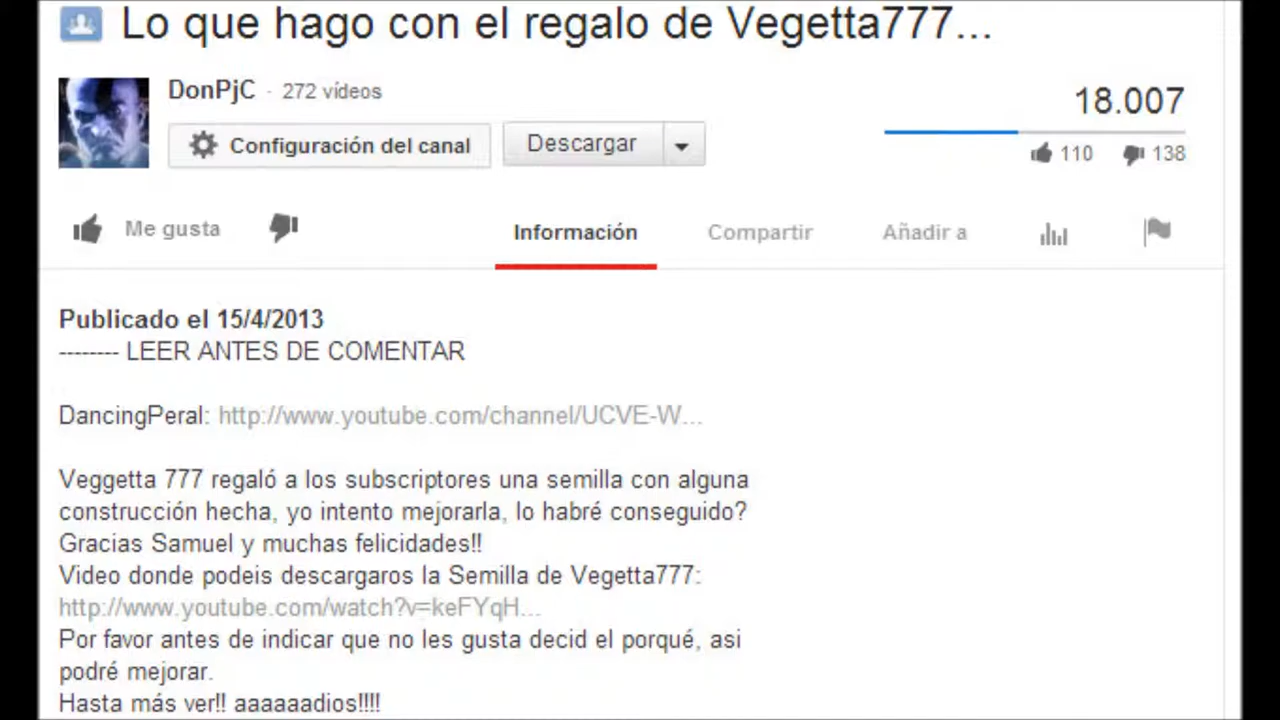 Lo que hago con el regalo de Vegetta777...
DonPjC - 272 vídeos
18.007
Configuración del canal
Descargar
110 138
Me gusta
Información
Compartir
Añadir a
Publicado el 15/4/2013
-------- LEER ANTES DE COMENTAR
DancingPeral: http://www.youtube.com/channel/UCVE-W...
Veggetta 777 regaló a los subscriptores una semilla con alguna
construcción hecha, yo intento mejorarla, lo habré conseguido?
Gracias Samuel y muchas felicidades!!
Video donde podeis descargaros la Semilla de Vegetta777:
http://www.youtube.com/watch?v=keFYqH...
Por favor antes de indicar que no les gusta decid el porqué, asi
podré mejorar.
Hasta más ver!! aaaaaadios!!!!